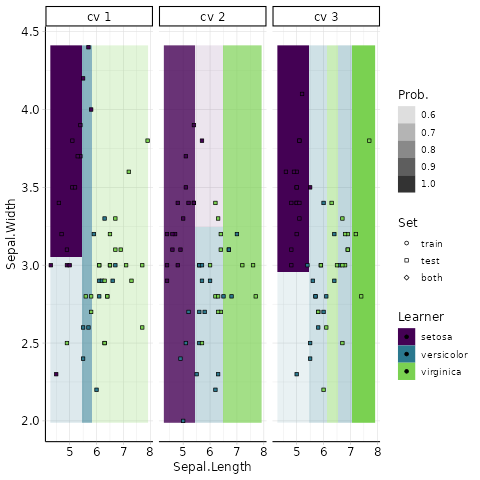 cv 1
cv 2
cv 3
4.5
4.0
3.5
3.0
2.5
2.0
Sepal.Width
5 6 7 8
5 6 7 8
5 6 7 8
Sepal.Length
Prob.
0.6
0.7
0.8
0.9
1.0
Set
train
test
both
Learner
setosa
versicolor
virginica